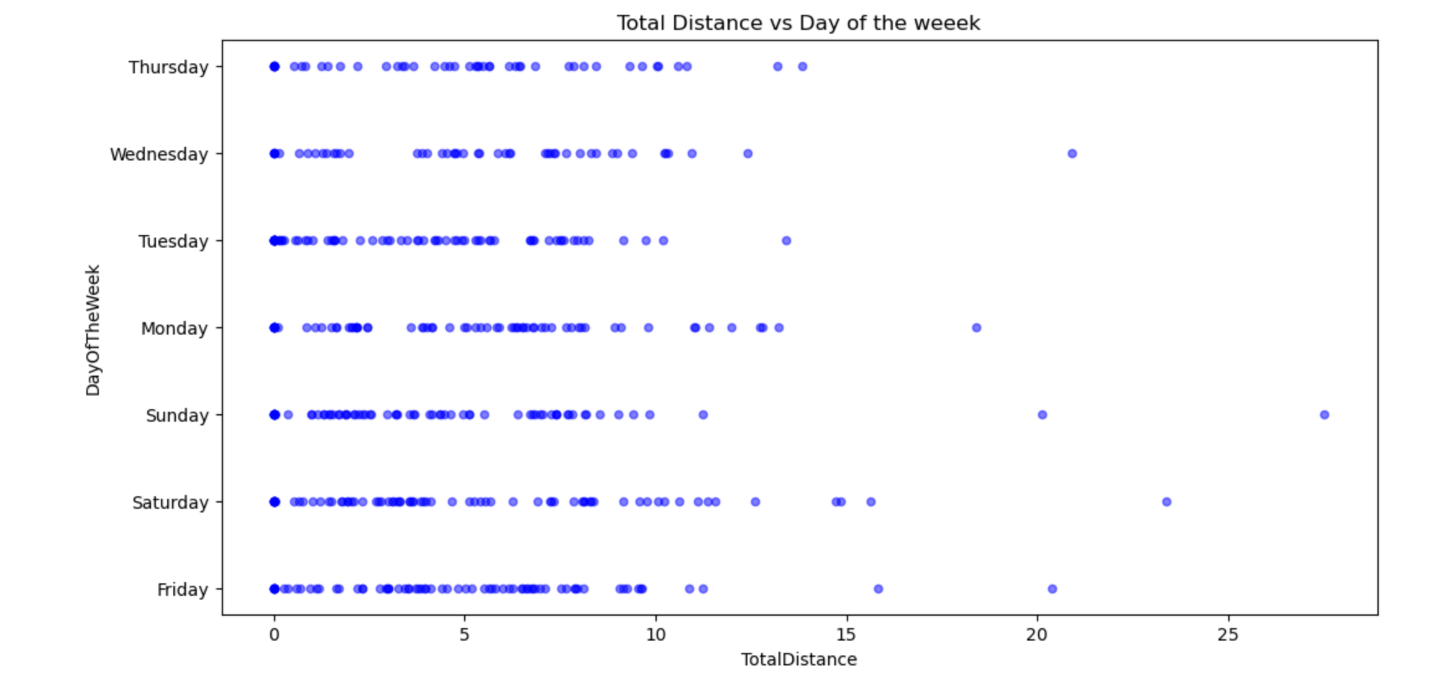 Total Distance vs Day of the weeek
Thursday
Wednesday
Tuesday
Monday
Sunday
Saturday
Friday
DayOfTheWeek
0 5 10 15 20 25
TotalDistance